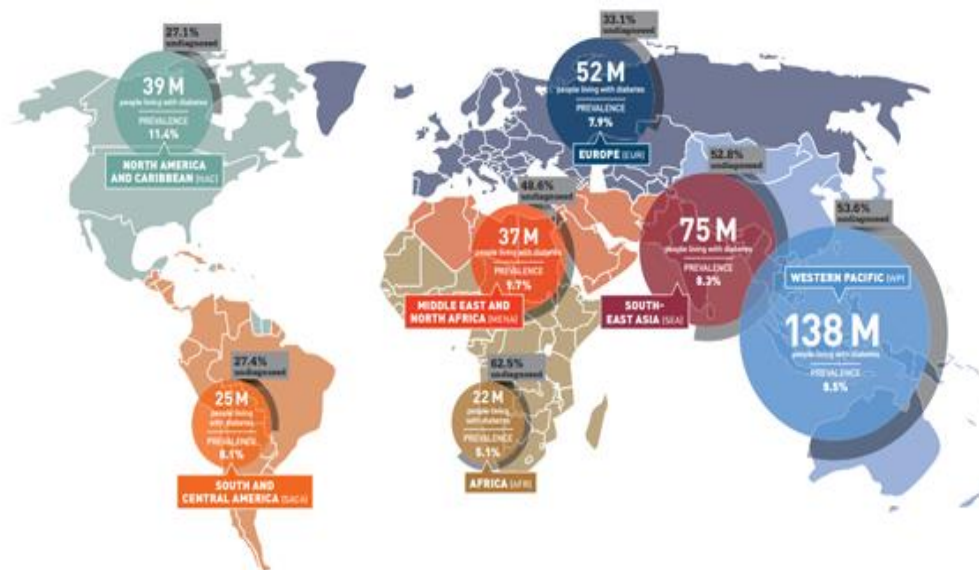 27.1%
undiagnosed
39 M
people living with diabetes
PREVALENCE
11.4%
NORTH AMERICA
AND CARIBBEAN (NAC)
33.1%
undiagnosed
52 M
people living with diabetes
PREVALENCE
7.9%
EUROPE (EUR)
48.6%
undiagnosed
37 M
people living with diabetes
PREVALENCE
9.7%
MIDDLE EAST AND
NORTH AFRICA (MENA)
52.8%
undiagnosed
75 M
people living with diabetes
PREVALENCE
8.3%
SOUTH-
EAST ASIA (SEA)
53.6%
undiagnosed
WESTERN PACIFIC (WP)
138 M
people living with diabetes
PREVALENCE
8.5%
27.4%
undiagnosed
25 M
people living
with diabetes
PREVALENCE
8.1%
SOUTH AND
CENTRAL AMERICA (SACA)
62.5%
undiagnosed
22 M
people living
with diabetes
PREVALENCE
5.1%
AFRICA (AFR)